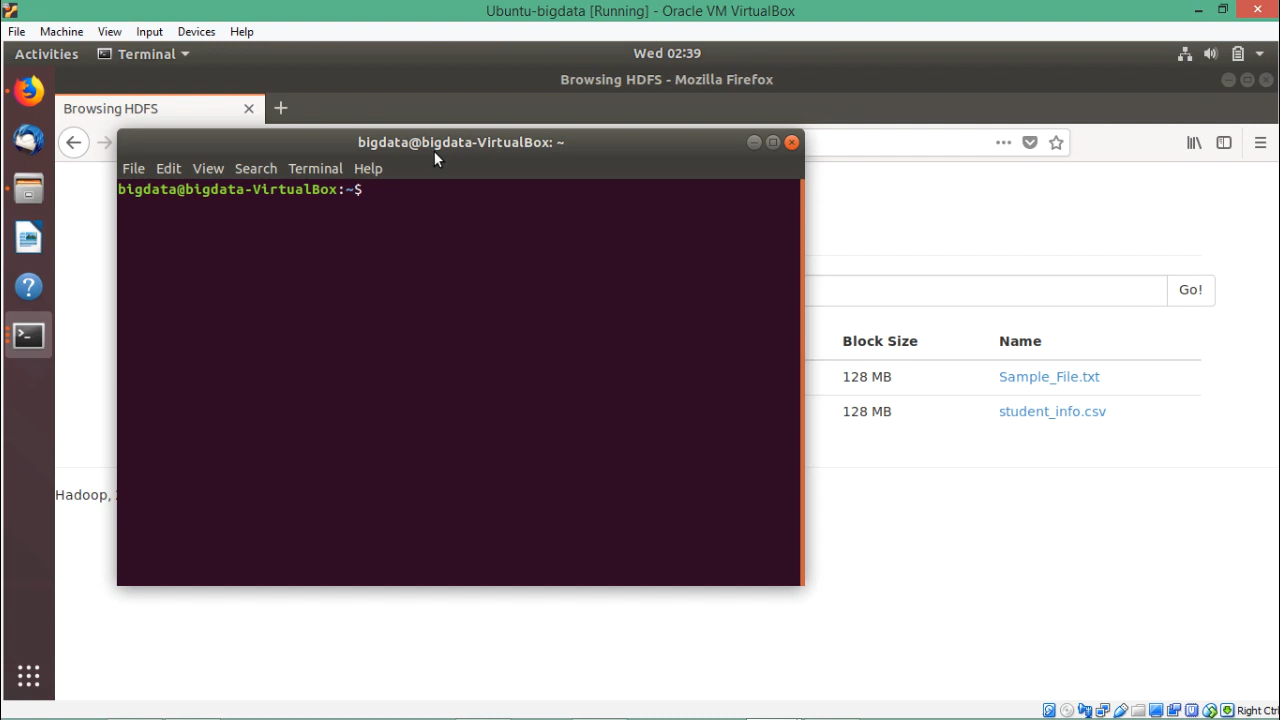 Ubuntu-bigdata [Running] - Oracle VM VirtualBox
File Machine View Input Devices Help
Activities Terminal Wed 02:39
Browsing HDFS - Mozilla Firefox
Browsing HDFS
bigdata@bigdata-VirtualBox: ~
File Edit View Search Terminal Help
bigdata@bigdata-VirtualBox:~$
Go!
Block Size Name
128 MB Sample_File.txt
128 MB student_info.csv
Hadoop,
Right Ctrl